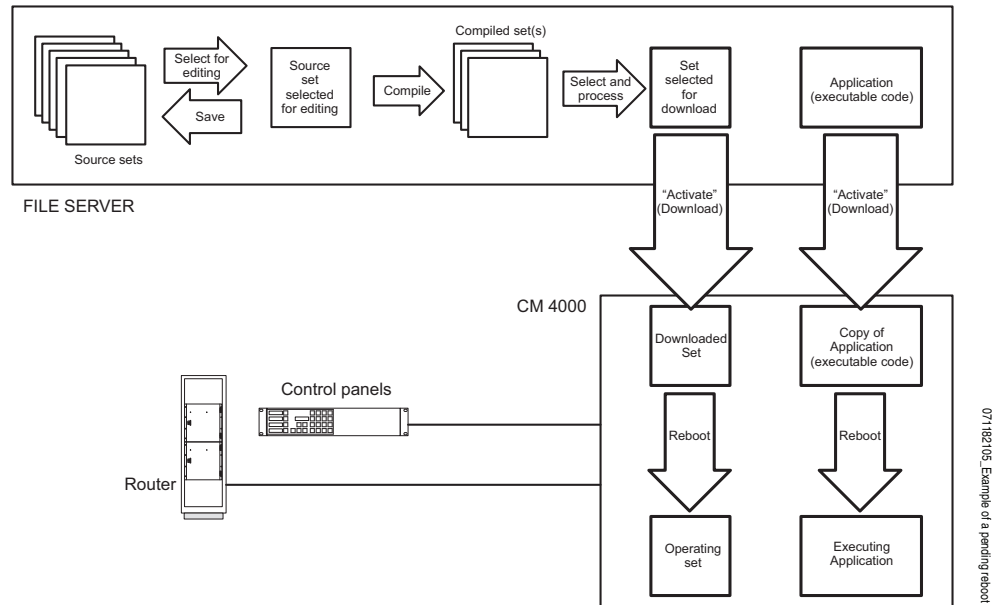 Compiled set(s)
Select for
editing
Save
Source sets
Source
set
selected
for editing
Compile
Select and
process
Set
selected
for
download
Application
(executable code)
FILE SERVER
“Activate”
(Download)
“Activate”
(Download)
CM 4000
Downloaded
Set
Copy of
Application
(executable code)
Control panels
Router
Reboot
Reboot
Operating
set
Executing
Application
071182105_Example of a pending reboot